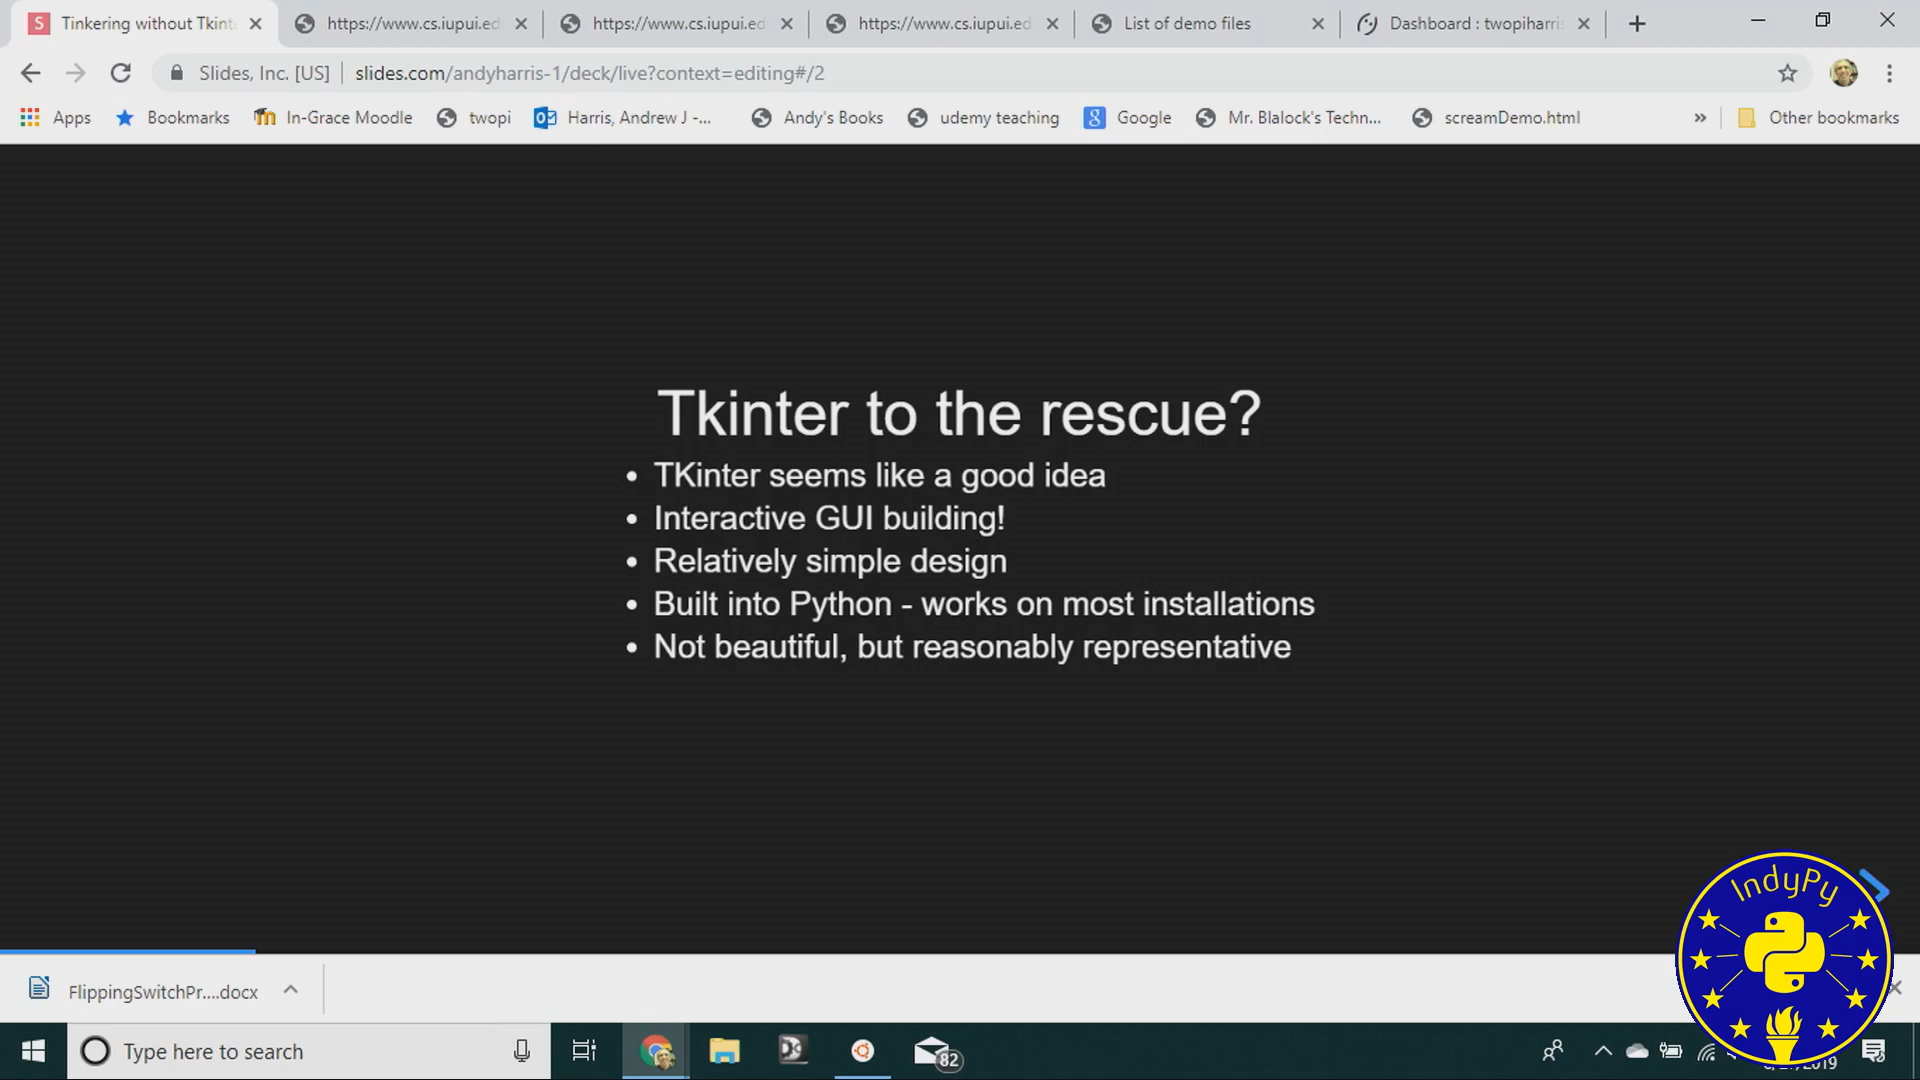 Tinkering without Tkint
https://www.cs.iupui.ed
https://www.cs.iupui.ed
https://www.cs.iupui.ed
List of demo files
Dashboard : twopiharris
Slides, Inc. [US]
slides.com/andyharris-1/deck/live?context=editing#/2
Apps
Bookmarks
In-Grace Moodle
twopi
Harris, Andrew J -...
Andy's Books
udemy teaching
Google
Mr. Blalock's Techn...
screamDemo.html
Other bookmarks
Tkinter to the rescue?
• TKinter seems like a good idea
• Interactive GUI building!
• Relatively simple design
• Built into Python - works on most installations
• Not beautiful, but reasonably representative
IndyPy
FlippingSwitchPr....docx
Type here to search
82